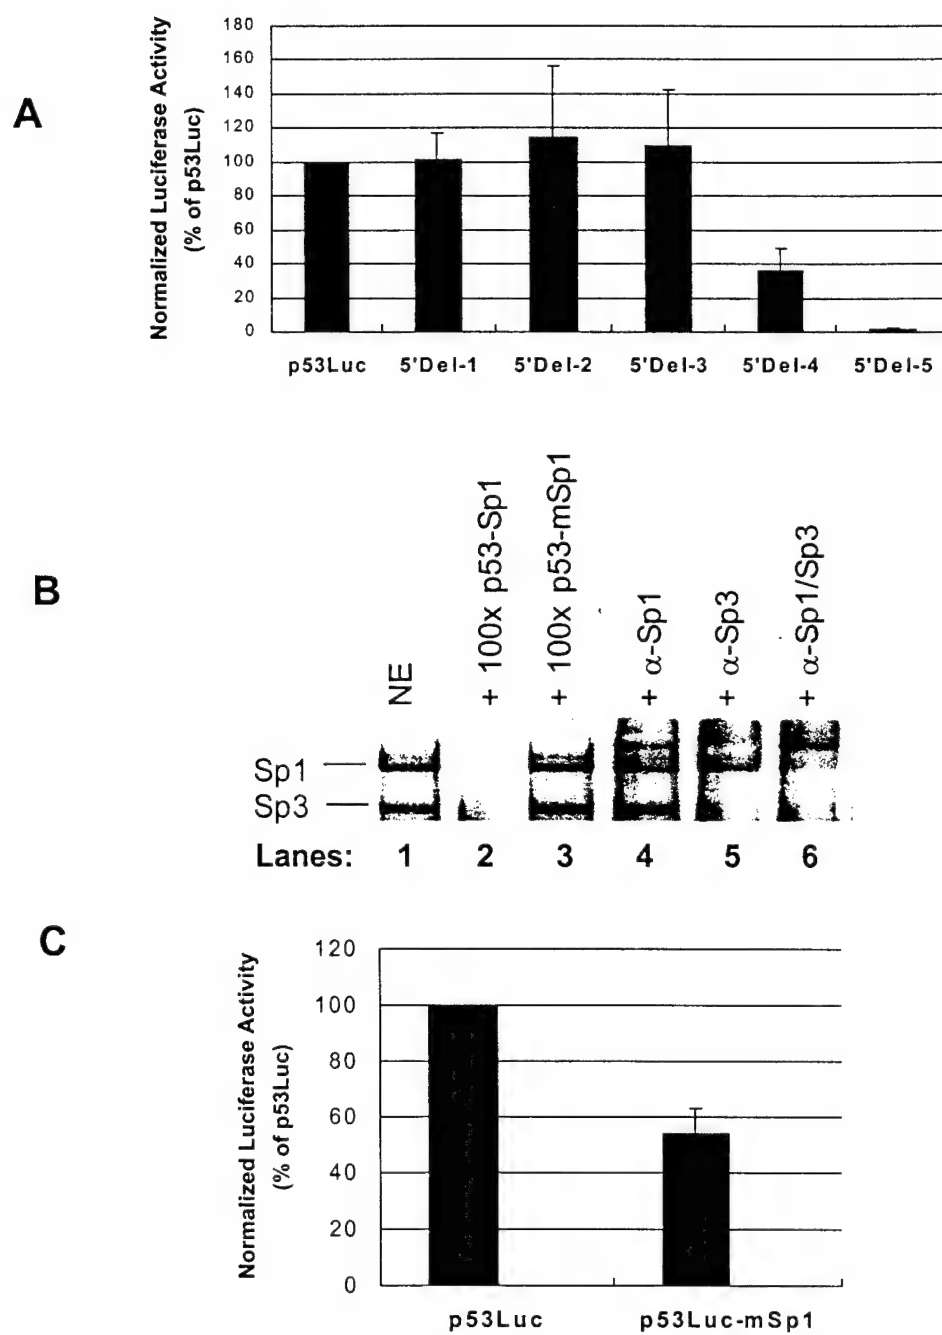 A
Normalized Luciferase Activity
(% of p53Luc)
180
160
140
120
100
80
60
40
20
0
p53Luc 5'Del-1 5'Del-2 5'Del-3 5'Del-4 5'Del-5
B
NE
+ 100x p53-Sp1
+ 100x p53-mSp1
+ α-Sp1
+ α-Sp3
+ α-Sp1/Sp3
Sp1
Sp3
Lanes: 1 2 3 4 5 6
C
Normalized Luciferase Activity
(% of p53Luc)
120
100
80
60
40
20
0
p53Luc p53Luc-mSp1